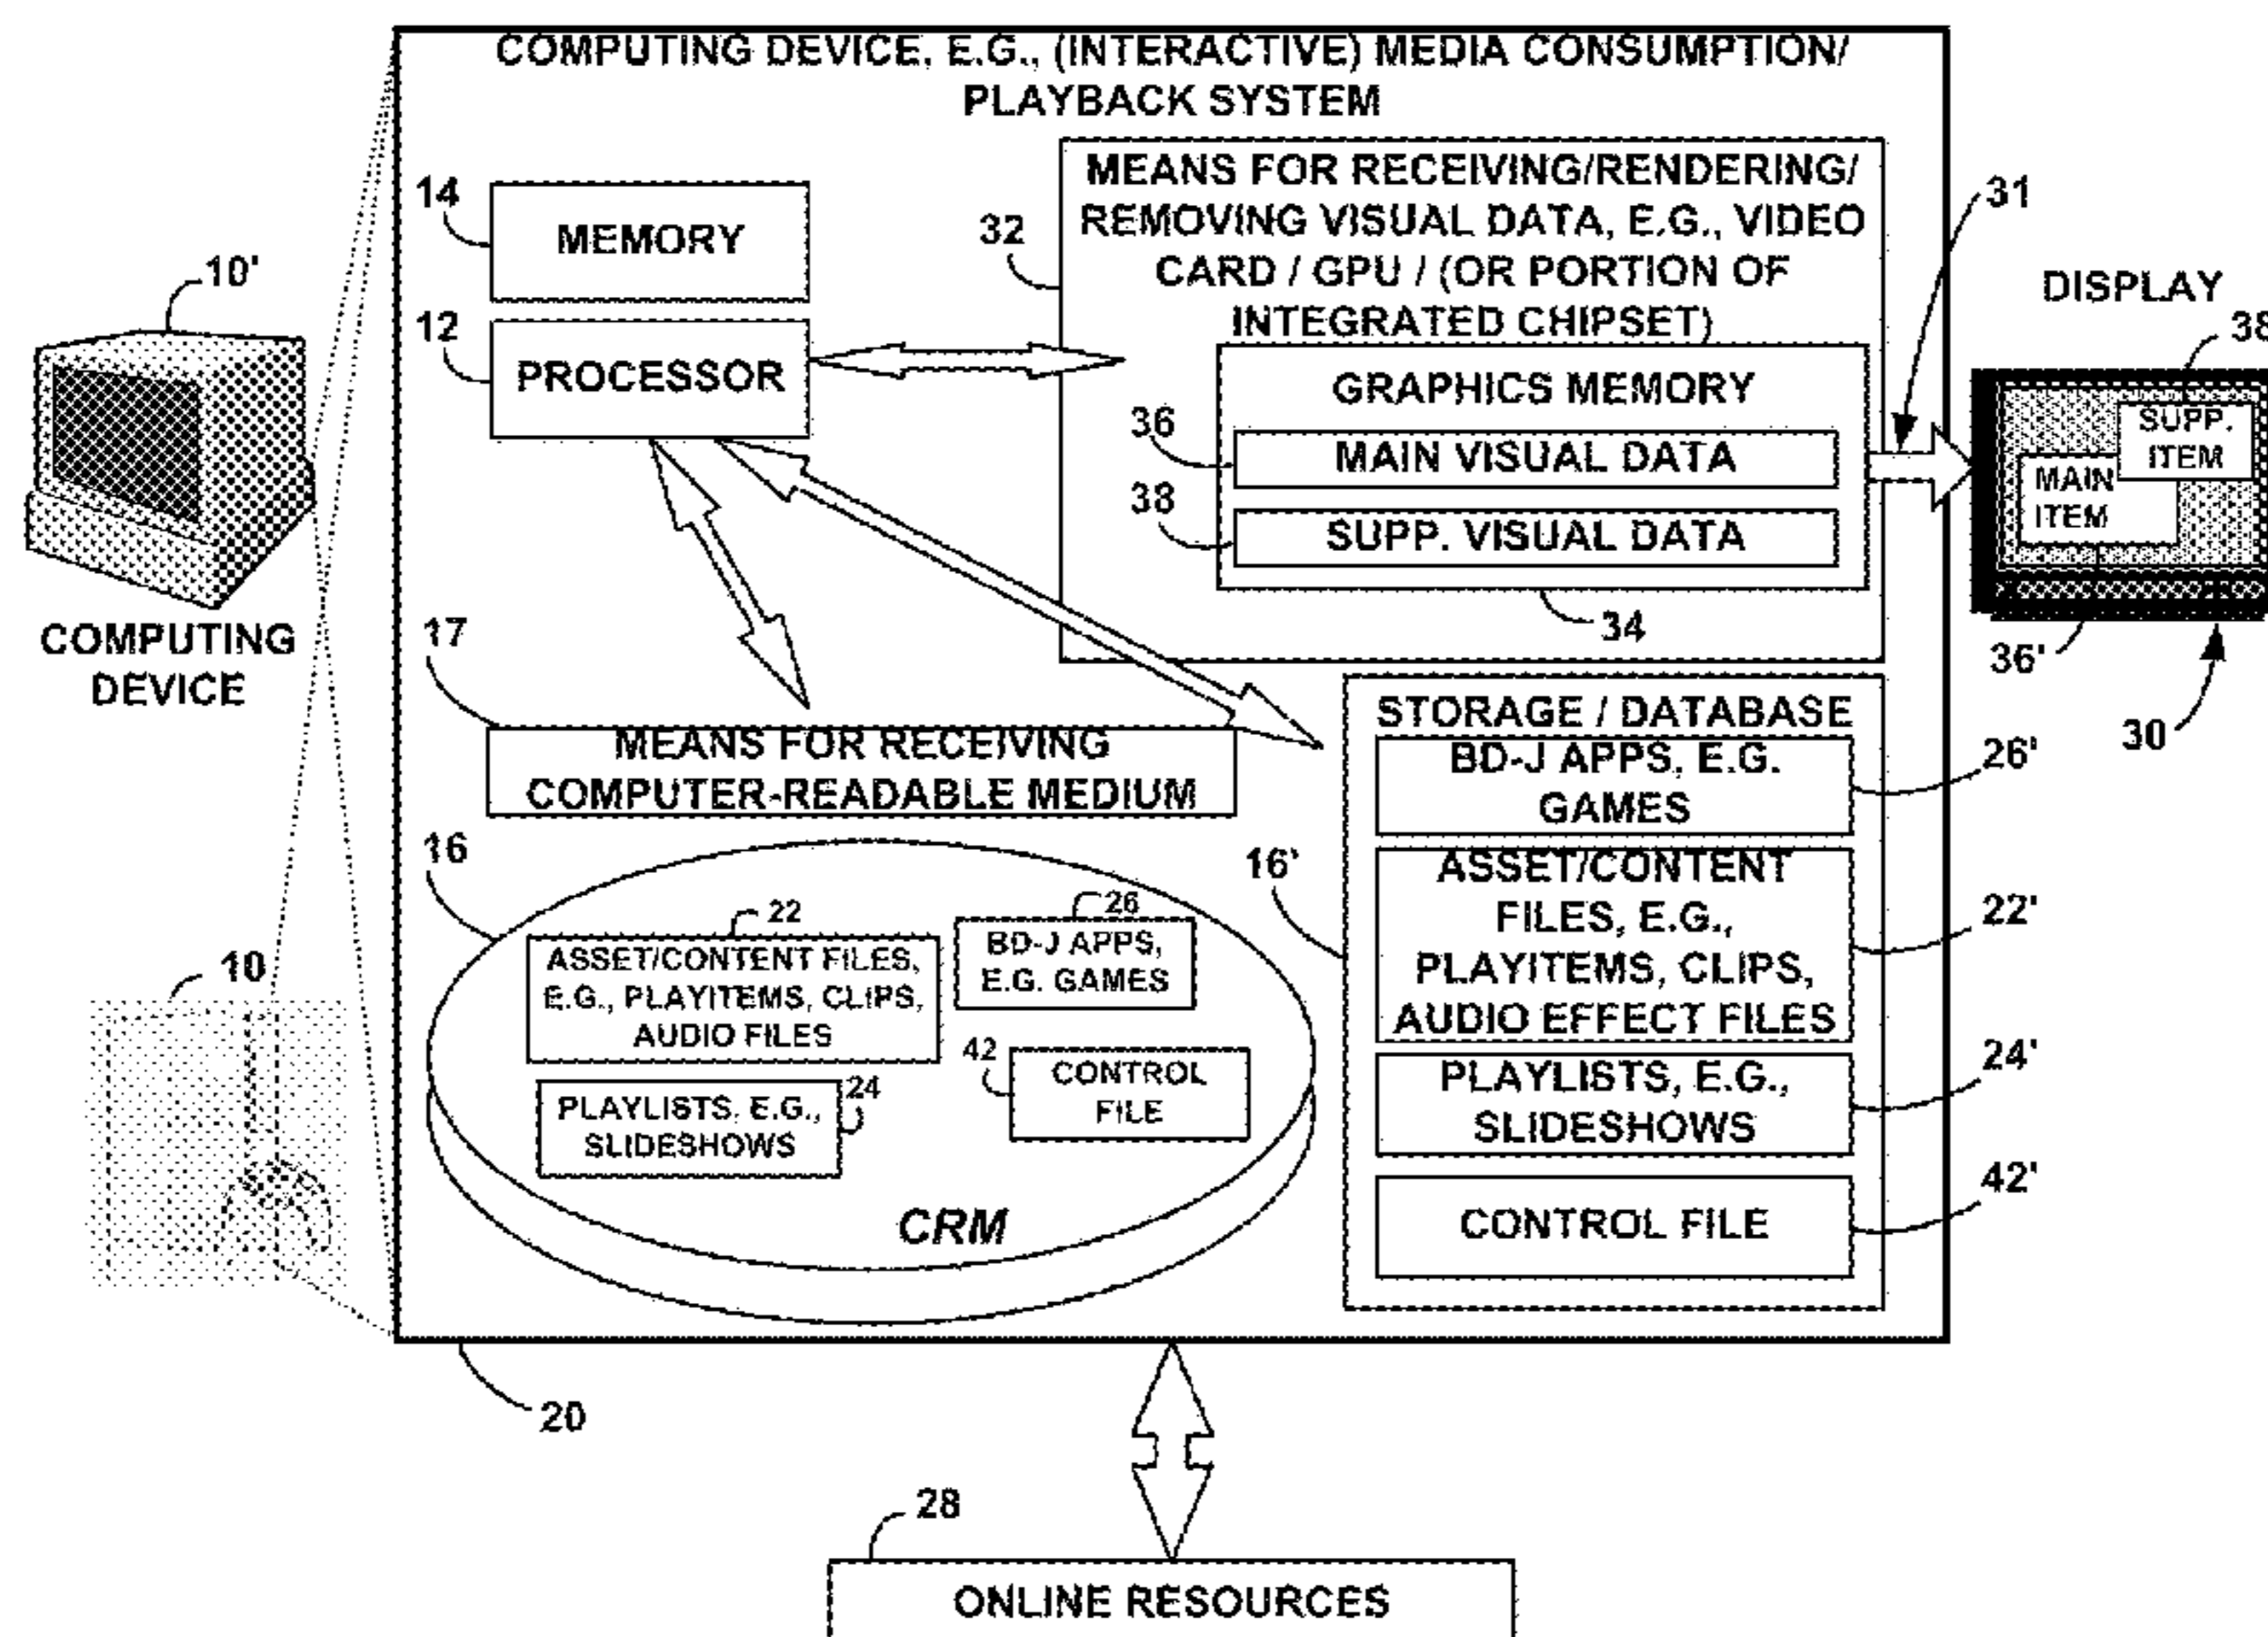 COMPUTING DEVICE, E.G., (INTERACTIVE) MEDIA CONSUMPTION/
PLAYBACK SYSTEM
14
MEMORY
12
PROCESSOR
10'
COMPUTING
DEVICE
10
32
MEANS FOR RECEIVING/RENDERING/
REMOVING VISUAL DATA, E.G., VIDEO
CARD / GPU / (OR PORTION OF
INTEGRATED CHIPSET)
GRAPHICS MEMORY
36
MAIN VISUAL DATA
38
SUPP. VISUAL DATA
34
31
DISPLAY
38
SUPP.
ITEM
MAIN
ITEM
36'
30
17
MEANS FOR RECEIVING
COMPUTER-READABLE MEDIUM
16
22
ASSET/CONTENT FILES,
E.G., PLAYITEMS, CLIPS,
AUDIO FILES
26
BD-J APPS,
E.G. GAMES
24
PLAYLISTS, E.G.,
SLIDESHOWS
42
CONTROL
FILE
CRM
16'
STORAGE / DATABASE
BD-J APPS, E.G.
GAMES
26'
ASSET/CONTENT
FILES, E.G.,
PLAYITEMS, CLIPS,
AUDIO EFFECT FILES
22'
PLAYLISTS, E.G.,
SLIDESHOWS
24'
CONTROL FILE
42'
20
28
ONLINE RESOURCES